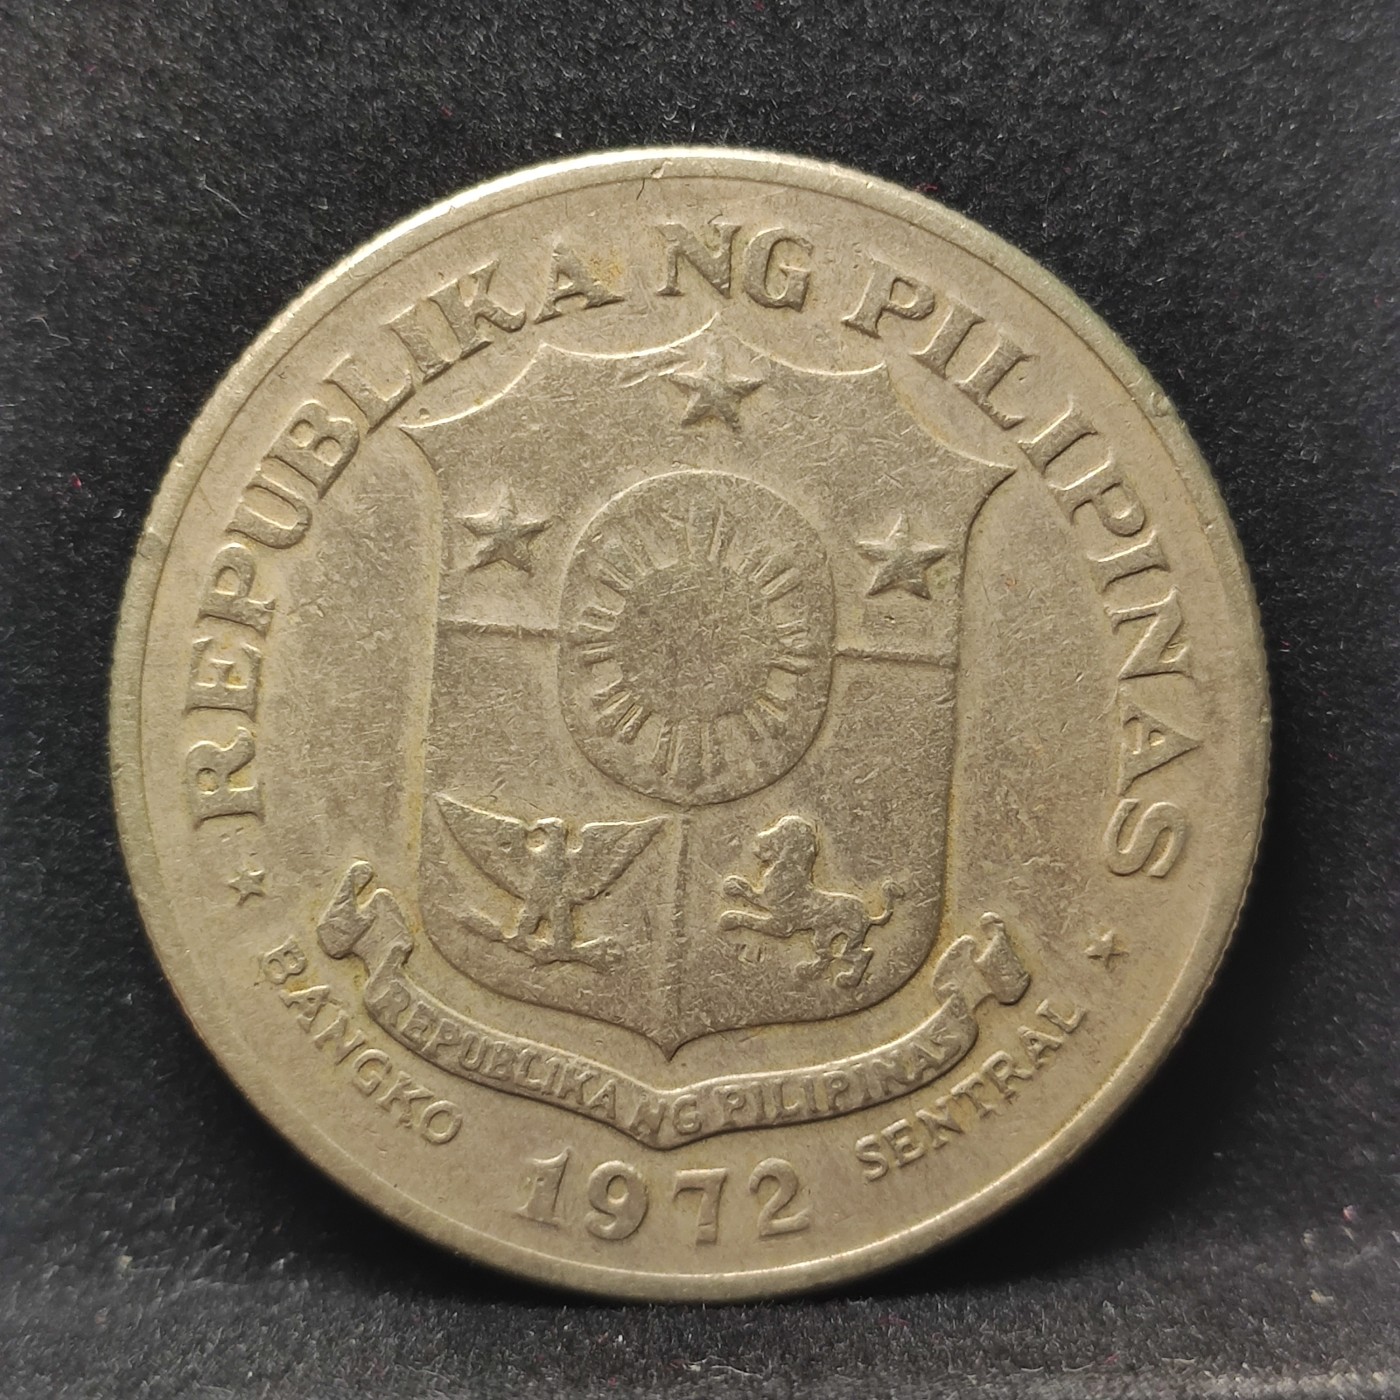 REPUBLIKA NG PILIPINAS
REPUBLIKA NG PILIPINAS
BANGKO SENTRAL
1972